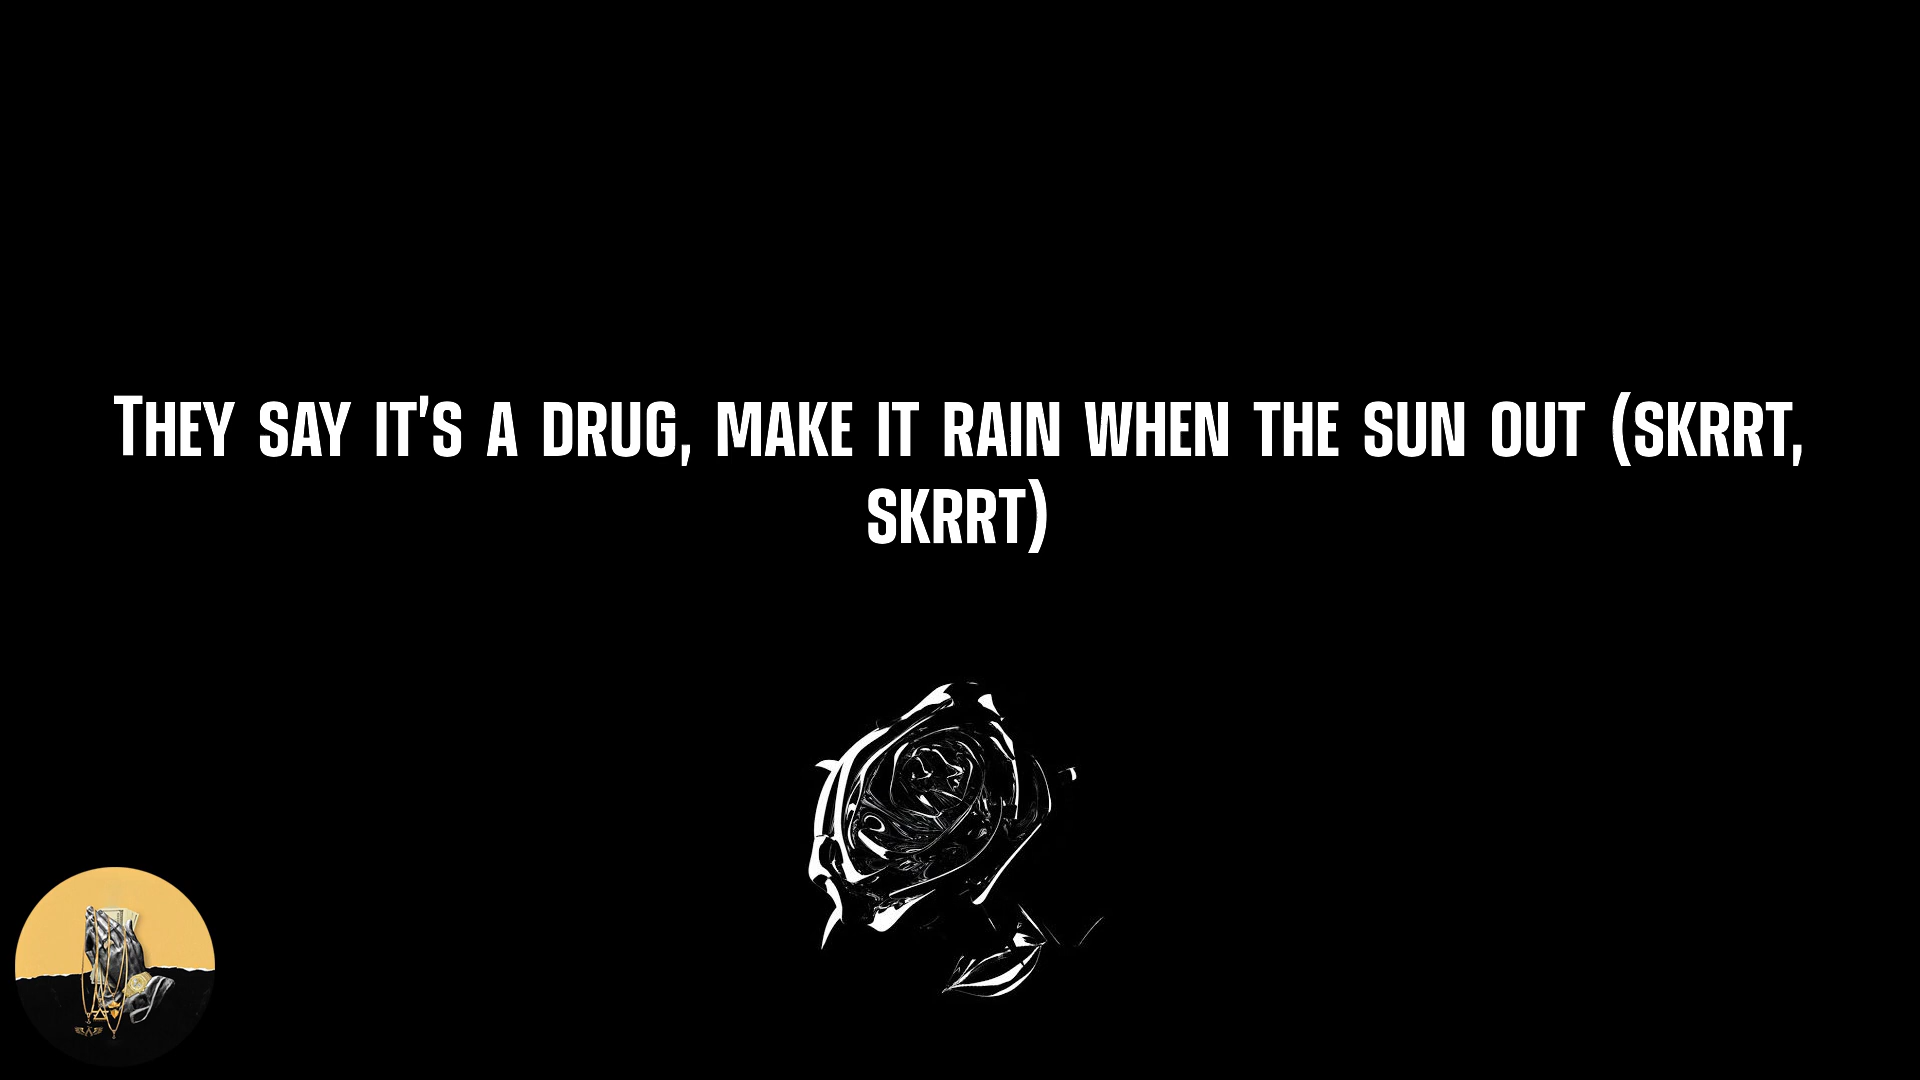 They say it's a drug, make it rain when the sun out (skrrt,
skrrt)